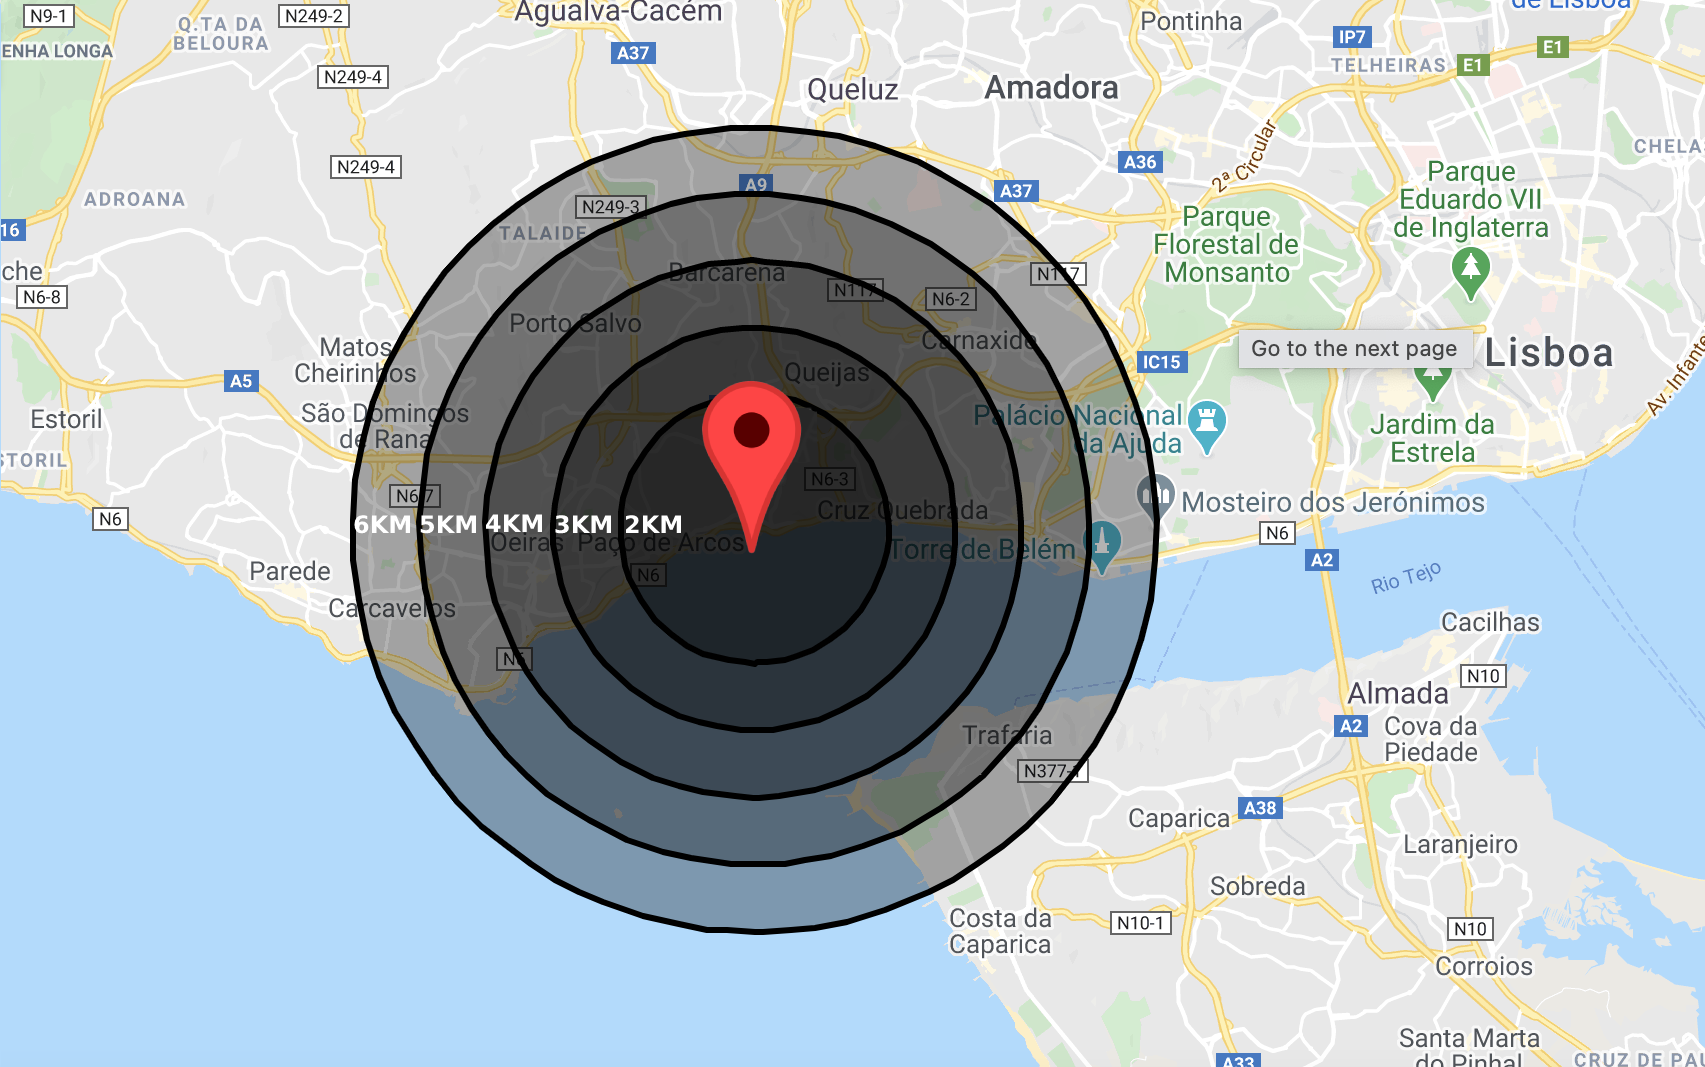 N9-1
N249-2
Agualva-Cacém
de Lisboa
Q.TA DA
BELOURA
Pontinha
IP7
E1
ENHA LONGA
A37
TELHEIRAS
E1
N249-4
Queluz
Amadora
CHELA
N249-4
A36
2ª Circular
A9
A37
Parque
Eduardo VII
de Inglaterra
ADROANA
N249-3
Parque
Florestal de
Monsanto
16
TALAIDE
che
N6-8
Barcarena
N117
N117
N6-2
Porto Salvo
Carnaxide
Matos
Cheirinhos
Go to the next page
Lisboa
IC15
A5
Queijas
Av. Infante
Estoril
São Domingos
de Rana
Palácio Nacional
da Ajuda
Jardim da
Estrela
STORIL
N6-3
N6-7
Cruz Quebrada
Mosteiro dos Jerónimos
N6
6KM
5KM
4KM
3KM
2KM
Oeiras
Paço de Arcos
Torre de Belém
N6
A2
Parede
N6
Rio Tejo
Carcavelos
Cacilhas
N6
N10
Almada
Trafaria
A2
Cova da
Piedade
N377-1
A38
Caparica
Laranjeiro
Sobreda
Costa da
Caparica
N10-1
N10
Corroios
Santa Marta
do Pinhal
A33
CRUZ DE PAU